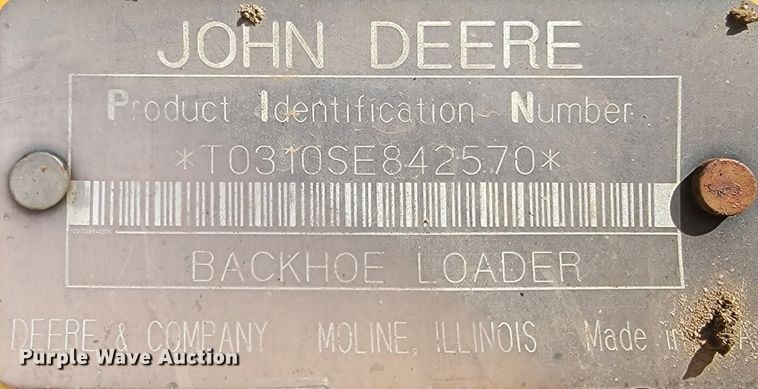 JOHN DEERE
Product Identification Number
*T0310SE842570*
BACKHOE LOADER
DEERE & COMPANY MOLINE, ILLINOIS Made in
Purple Wave Auction